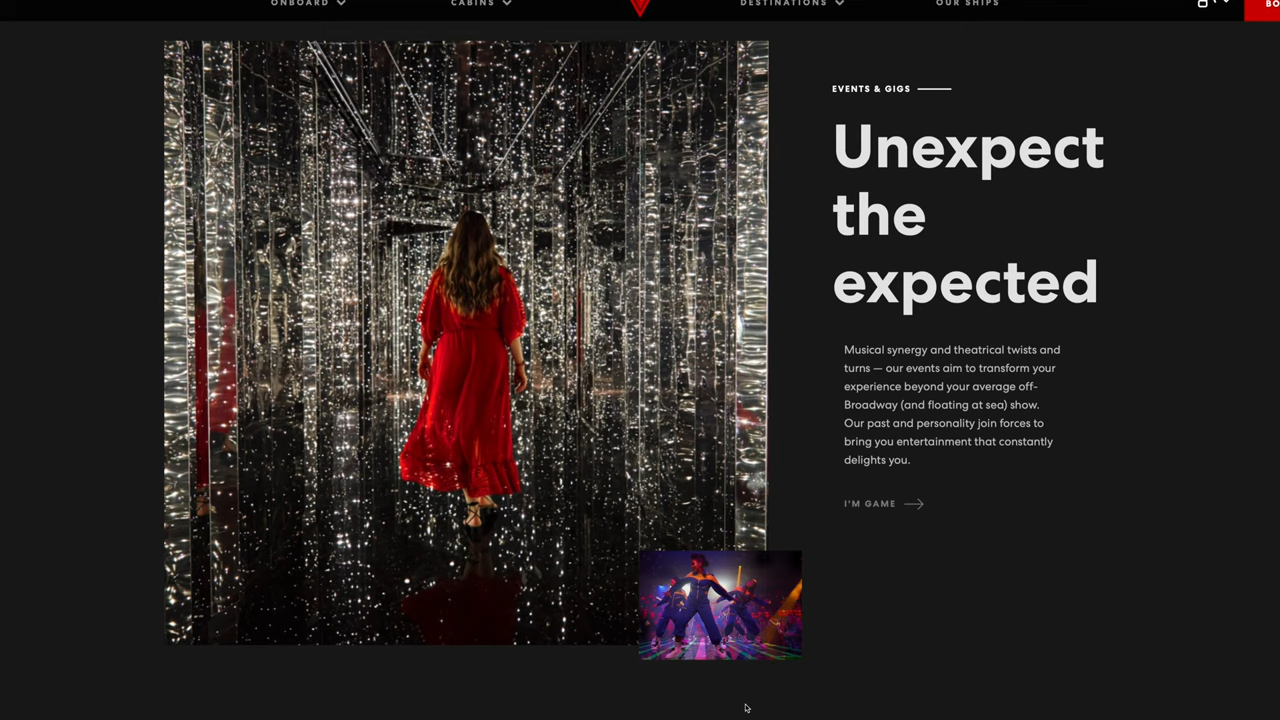 ONBOARD
CABINS
DESTINATIONS
OUR SHIPS
BO
EVENTS & GIGS
Unexpect
the
expected
Musical synergy and theatrical twists and
turns — our events aim to transform your
experience beyond your average off-
Broadway (and floating at sea) show.
Our past and personality join forces to
bring you entertainment that constantly
delights you.
I'M GAME